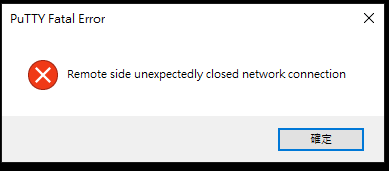 PuTTY Fatal Error
Remote side unexpectedly closed network connection
確定